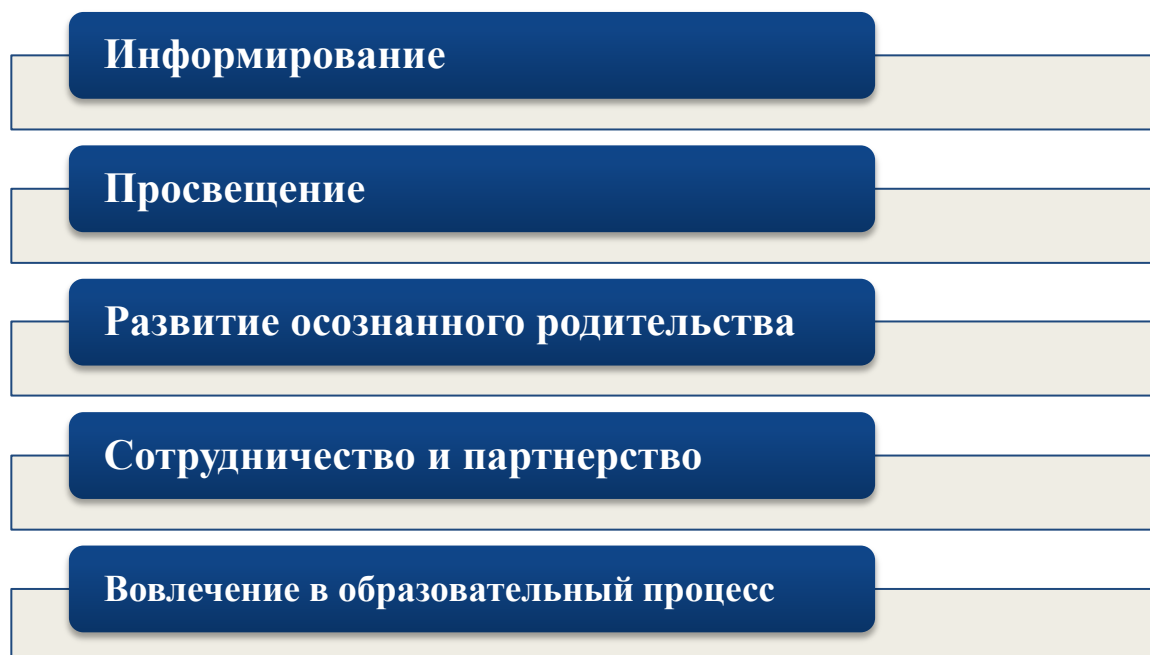 Информирование
Просвещение
Развитие осознанного родительства
Сотрудничество и партнерство
Вовлечение в образовательный процесс